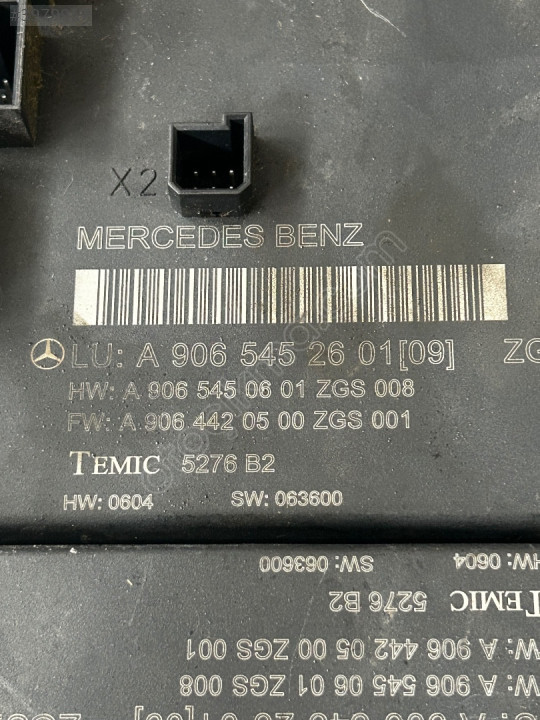 X2
MERCEDES BENZ
LU: A 906 545 26 01[09] ZG
HW: A 906 545 06 01 ZGS 008
FW: A 906 442 05 00 ZGS 001
TEMIC 5276 B2
HW: 0604 SW: 063600
HW: 0604 SW: 063600
TEMIC 5276 B2
W: A 906 442 05 00 ZGS 001
W: A 906 545 06 01 ZGS 008